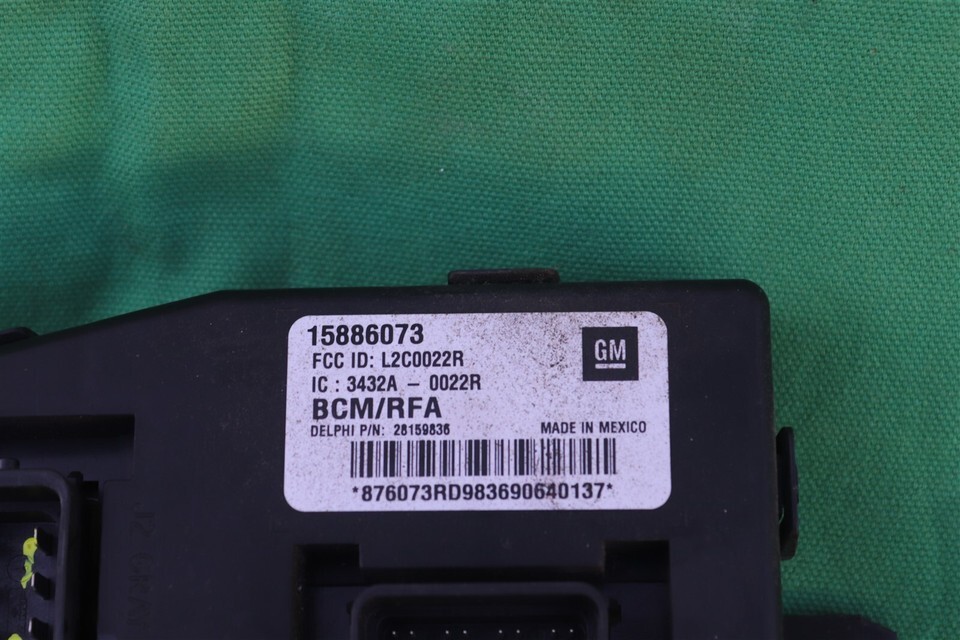 15886073
GM
FCC ID: L2C0022R
IC : 3432A - 0022R
BCM/RFA
DELPHI P/N: 28159836 MADE IN MEXICO
*876073RD983690640137*